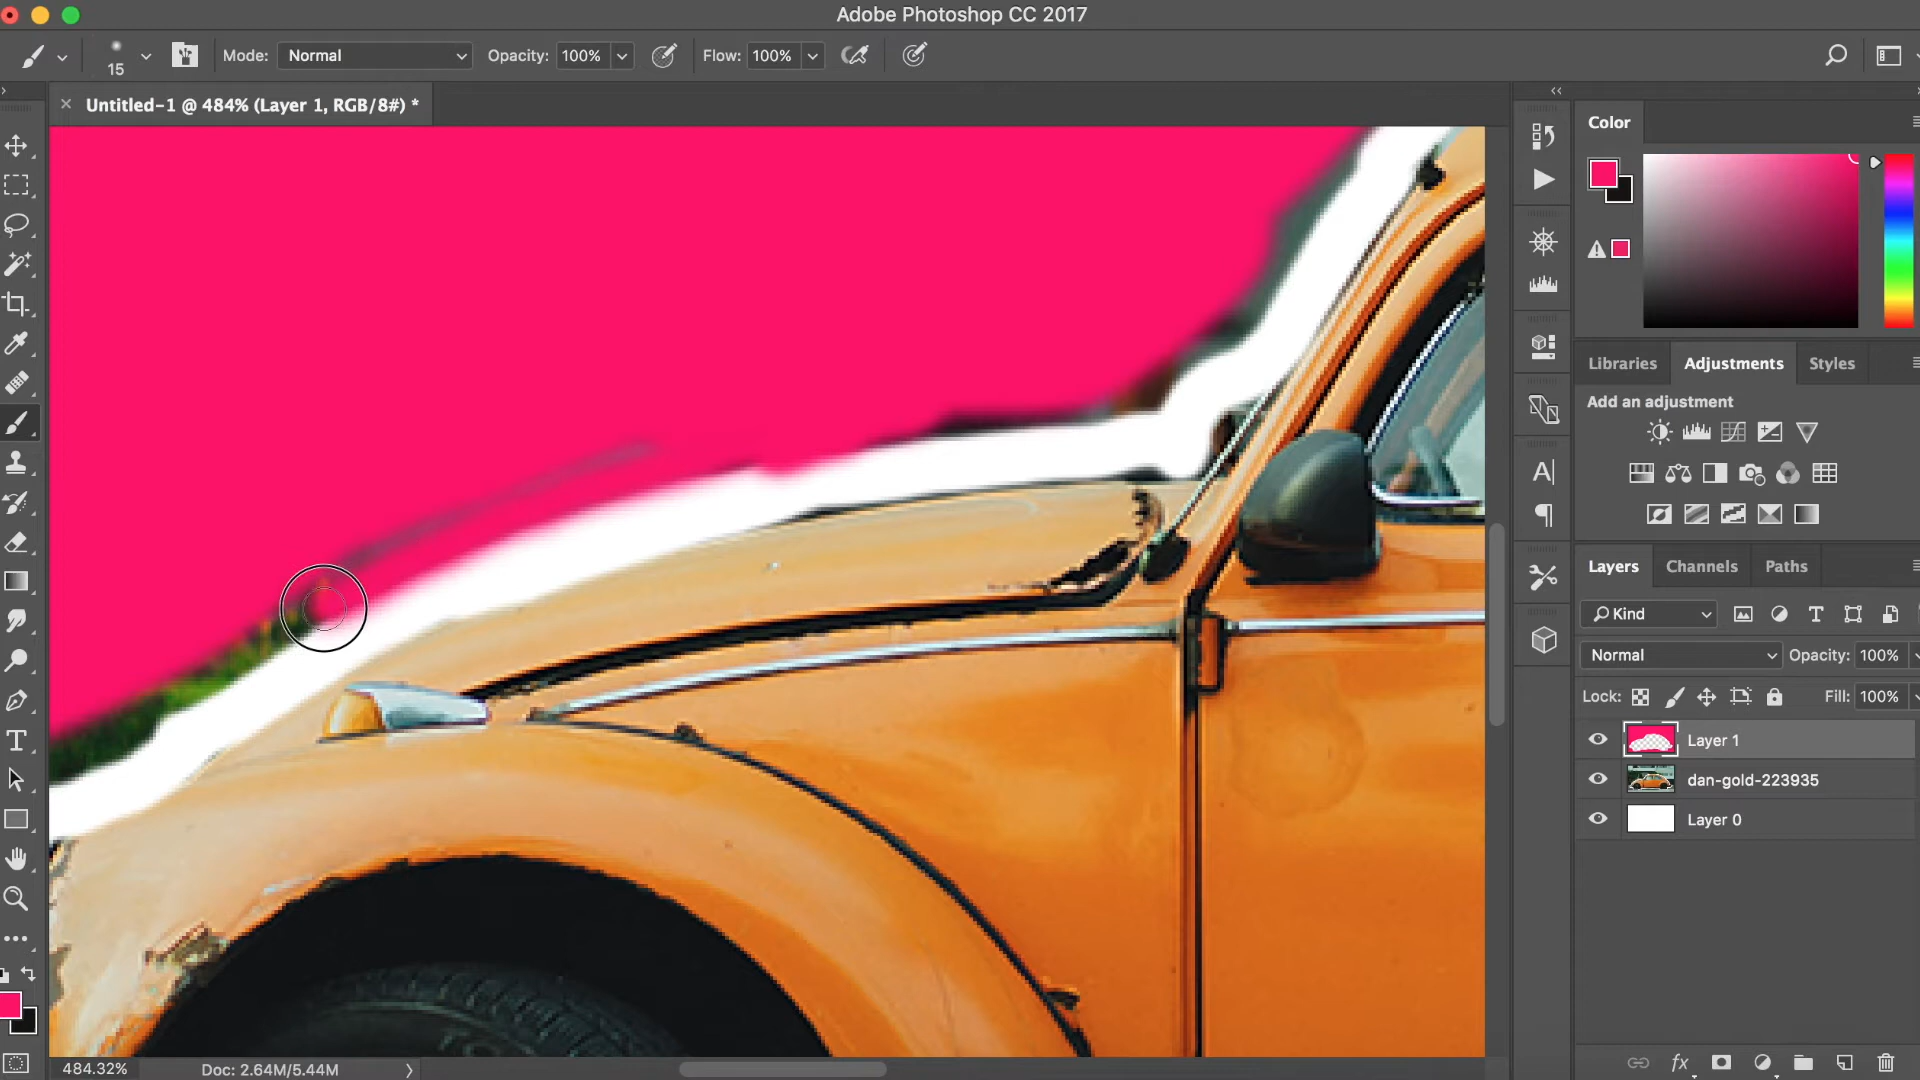 Adobe Photoshop CC 2017
15
Mode: Normal Opacity: 100% Flow: 100%
× Untitled-1 @ 484% (Layer 1, RGB/8#) *
Color
Libraries Adjustments Styles
Add an adjustment
Layers Channels Paths
Kind
Normal Opacity: 100%
Lock: Fill: 100%
Layer 1
dan-gold-223935
Layer 0
fx
484.32% Doc: 2.64M/5.44M